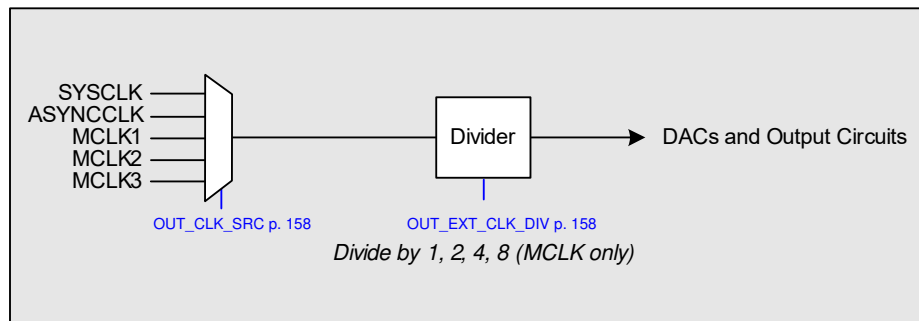 SYSCLK
ASYNCCLK
MCLK1
MCLK2
MCLK3
Divider
DACs and Output Circuits
OUT_CLK_SRC p. 158
OUT_EXT_CLK_DIV p. 158
Divide by 1, 2, 4, 8 (MCLK only)